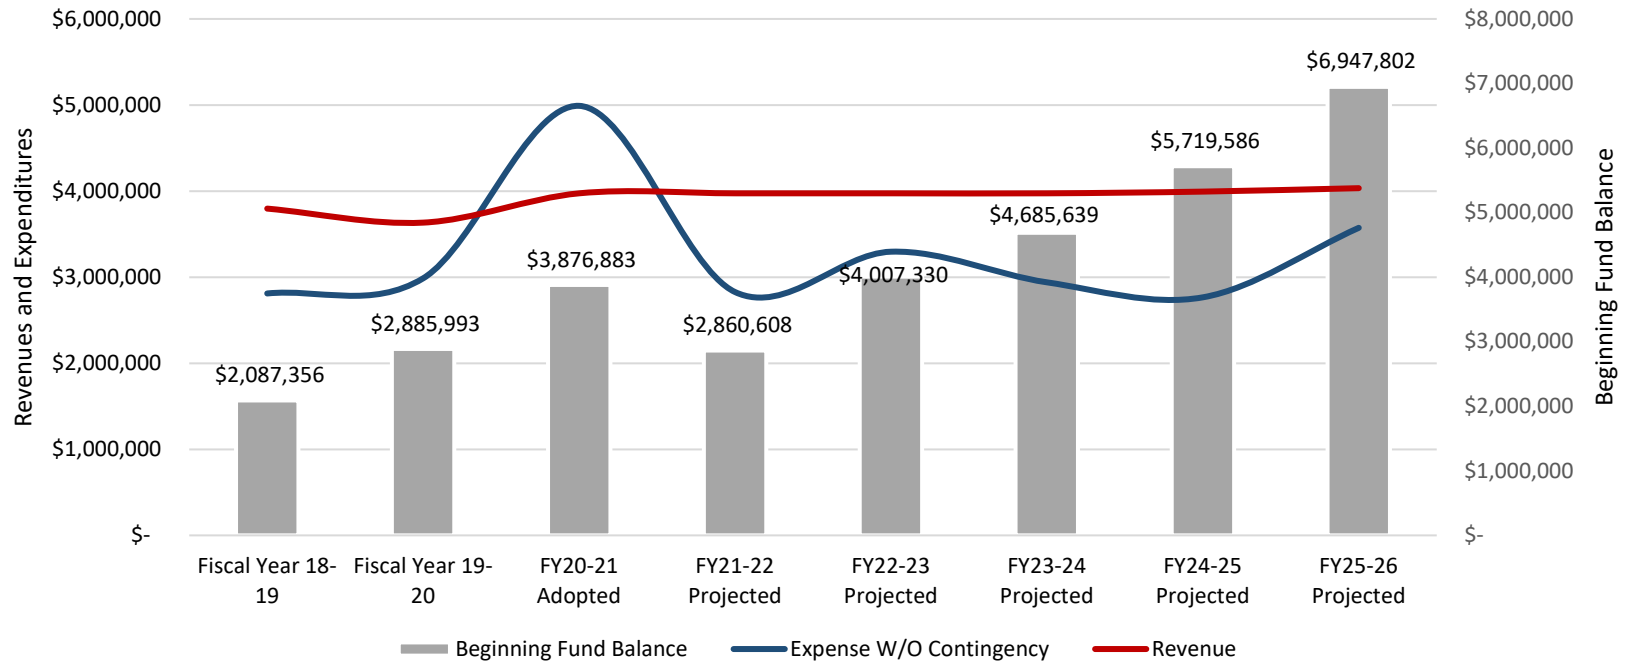 $6,000,000
$5,000,000
$4,000,000
$3,000,000
$2,000,000
$1,000,000
$-
Revenues and Expenditures
$2,087,356
$2,885,993
$3,876,883
$2,860,608
$4,007,330
$4,685,639
$5,719,586
$6,947,802
$8,000,000
$7,000,000
$6,000,000
$5,000,000
$4,000,000
$3,000,000
$2,000,000
$1,000,000
$-
Beginning Fund Balance
Fiscal Year 18-
19
Fiscal Year 19-
20
FY20-21
Adopted
FY21-22
Projected
FY22-23
Projected
FY23-24
Projected
FY24-25
Projected
FY25-26
Projected
Beginning Fund Balance
Expense W/O Contingency
Revenue